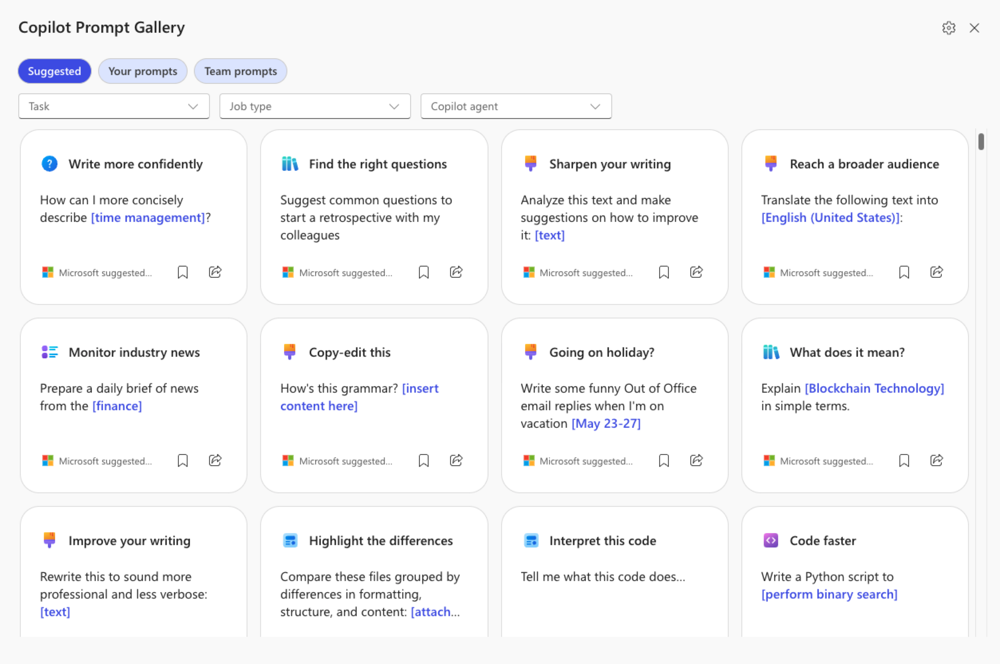 Copilot Prompt Gallery
Suggested
Your prompts
Team prompts
Task
Job type
Copilot agent
Write more confidently
How can I more concisely
describe [time management]?
Microsoft suggested...
Find the right questions
Suggest common questions to
start a retrospective with my
colleagues
Microsoft suggested...
Sharpen your writing
Analyze this text and make
suggestions on how to improve
it: [text]
Microsoft suggested...
Reach a broader audience
Translate the following text into
[English (United States)]:
Microsoft suggested...
Monitor industry news
Prepare a daily brief of news
from the [finance]
Microsoft suggested...
Copy-edit this
How's this grammar? [insert
content here]
Microsoft suggested...
Going on holiday?
Write some funny Out of Office
email replies when I'm on
vacation [May 23-27]
Microsoft suggested...
What does it mean?
Explain [Blockchain Technology]
in simple terms.
Microsoft suggested...
Improve your writing
Rewrite this to sound more
professional and less verbose:
[text]
Highlight the differences
Compare these files grouped by
differences in formatting,
structure, and content: [attach...
Interpret this code
Tell me what this code does...
Code faster
Write a Python script to
[perform binary search]